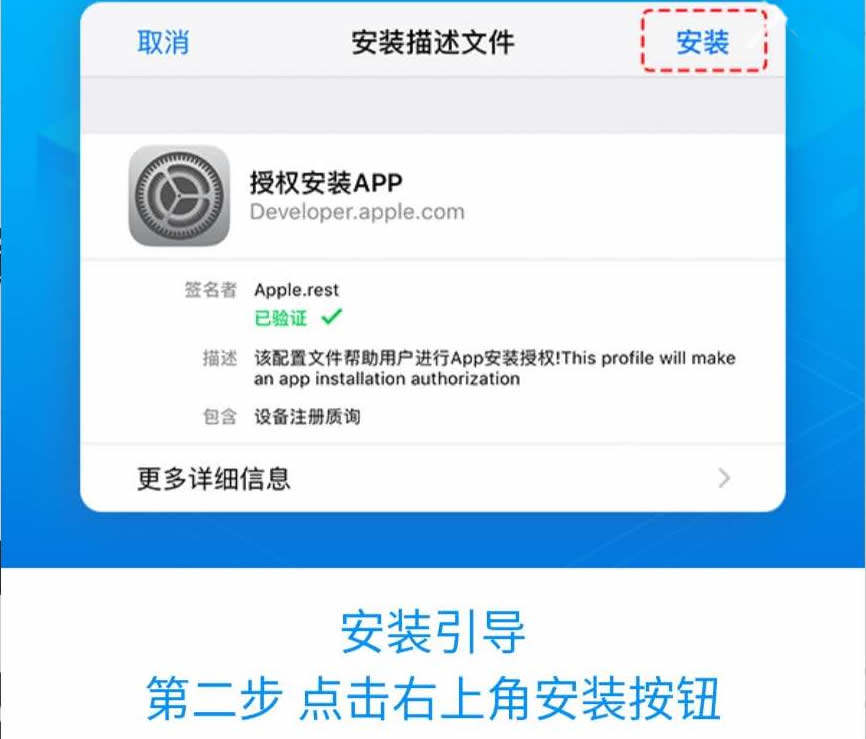 取消 安装描述文件 安装
授权安装APP
Developer.apple.com
签名者 Apple.rest
已验证
描述 该配置文件帮助用户进行App安装授权!This profile will make
an app installation authorization
包含 设备注册质询
更多详细信息
安装引导
第二步 点击右上角安装按钮